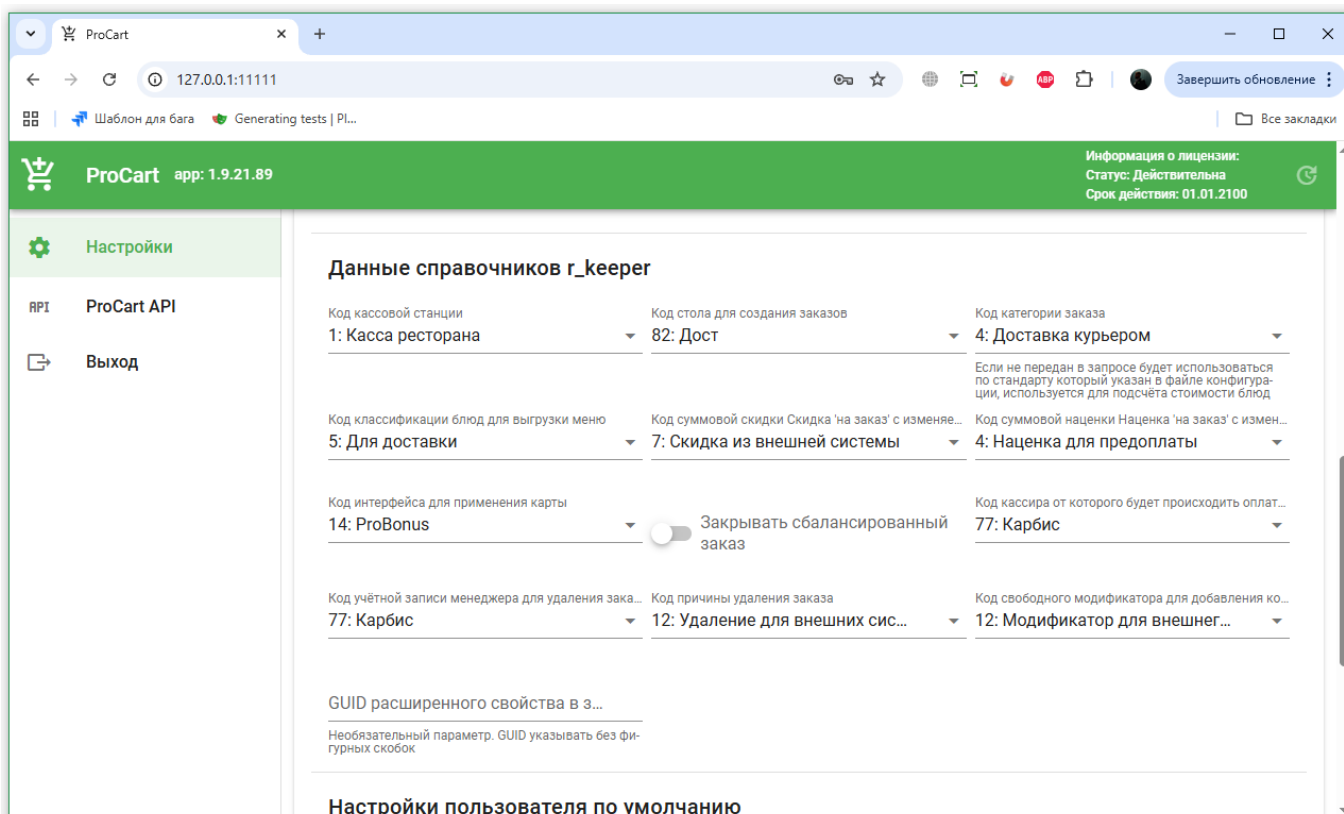 ProCart
127.0.0.1:11111
ABP
Завершить обновление
Шаблон для бага
Generating tests | Pl...
Все закладки
ProCart app: 1.9.21.89
Информация о лицензии:
Статус: Действительна
Срок действия: 01.01.2100
Настройки
API ProCart API
Выход
Данные справочников r_keeper
Код кассовой станции
1: Касса ресторана
Код стола для создания заказов
82: Дост
Код категории заказа
4: Доставка курьером
Если не передан в запросе будет использоваться
по стандарту который указан в файле конфигура-
ции, используется для подсчёта стоимости блюд
Код классификации блюд для выгрузки меню
5: Для доставки
Код суммовой скидки Скидка 'на заказ' с изменяе...
7: Скидка из внешней системы
Код суммовой наценки Наценка 'на заказ' с измен...
4: Наценка для предоплаты
Код интерфейса для применения карты
14: ProBonus
Закрывать сбалансированный
заказ
Код кассира от которого будет происходить оплат...
77: Карбис
Код учётной записи менеджера для удаления зака...
77: Карбис
Код причины удаления заказа
12: Удаление для внешних сис...
Код свободного модификатора для добавления ко...
12: Модификатор для внешнег...
GUID расширенного свойства в з...
Необязательный параметр. GUID указывать без фи-
гурных скобок
Настройки пользователя по умолчанию